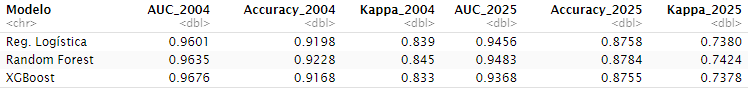 Modelo AUC_2004 Accuracy_2004 Kappa_2004 AUC_2025 Accuracy_2025 Kappa_2025
<chr> <dbl> <dbl> <dbl> <dbl> <dbl> <dbl>
Reg. Logística 0.9601 0.9198 0.839 0.9456 0.8758 0.7380
Random Forest 0.9635 0.9228 0.845 0.9483 0.8784 0.7424
XGBoost 0.9676 0.9168 0.833 0.9368 0.8755 0.7378